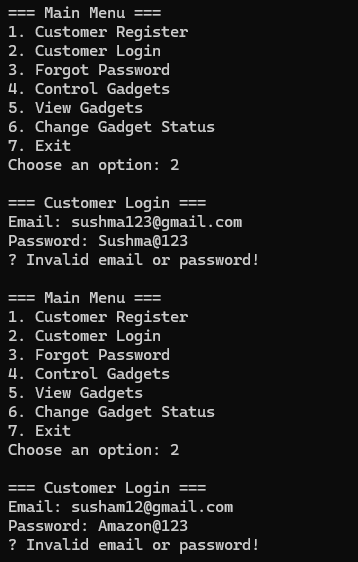 === Main Menu ===
1. Customer Register
2. Customer Login
3. Forgot Password
4. Control Gadgets
5. View Gadgets
6. Change Gadget Status
7. Exit
Choose an option: 2
=== Customer Login ===
Email: sushma123@gmail.com
Password: Sushma@123
? Invalid email or password!
=== Main Menu ===
1. Customer Register
2. Customer Login
3. Forgot Password
4. Control Gadgets
5. View Gadgets
6. Change Gadget Status
7. Exit
Choose an option: 2
=== Customer Login ===
Email: susham12@gmail.com
Password: Amazon@123
? Invalid email or password!